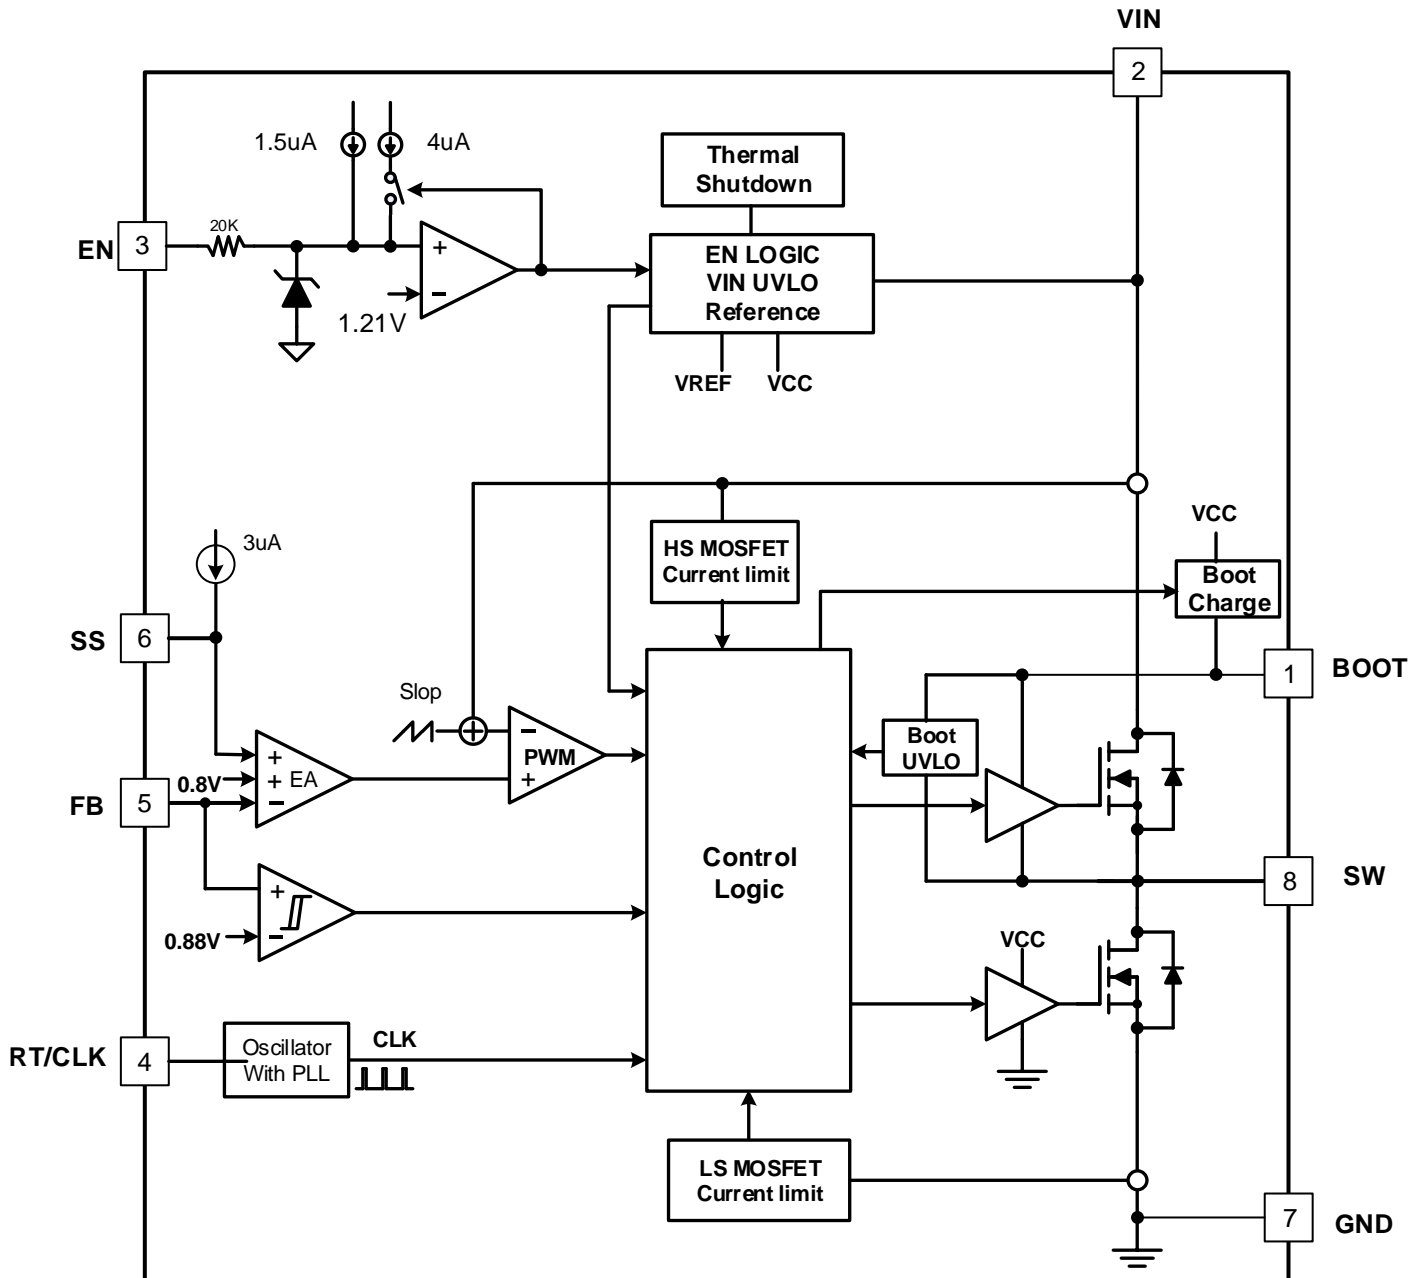 VIN
2
1.5uA
4uA
Thermal
Shutdown
20K
EN
3
+
-
1.21V
EN LOGIC
VIN UVLO
Reference
VREF
VCC
VCC
3uA
HS MOSFET
Current limit
Boot
Charge
SS
6
1
BOOT
Slop
-
PWM
+
Boot
UVLO
+
+ EA
-
0.8V
FB
5
Control
Logic
8
SW
+
-
0.88V
VCC
RT/CLK
4
Oscillator
With PLL
CLK
LS MOSFET
Current limit
7
GND